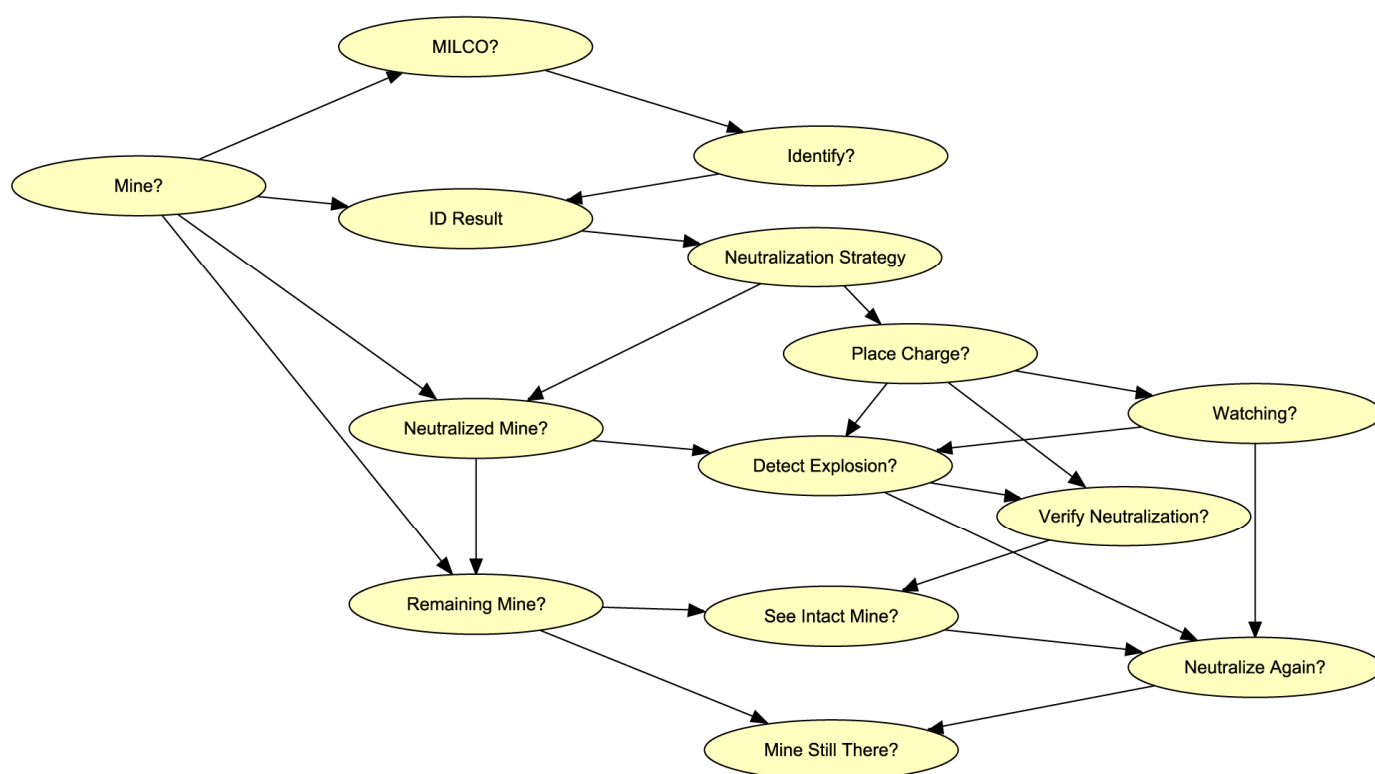 MILCO?
Identify?
Mine?
ID Result
Neutralization Strategy
Place Charge?
Watching?
Neutralized Mine?
Detect Explosion?
Verify Neutralization?
Remaining Mine?
See Intact Mine?
Neutralize Again?
Mine Still There?